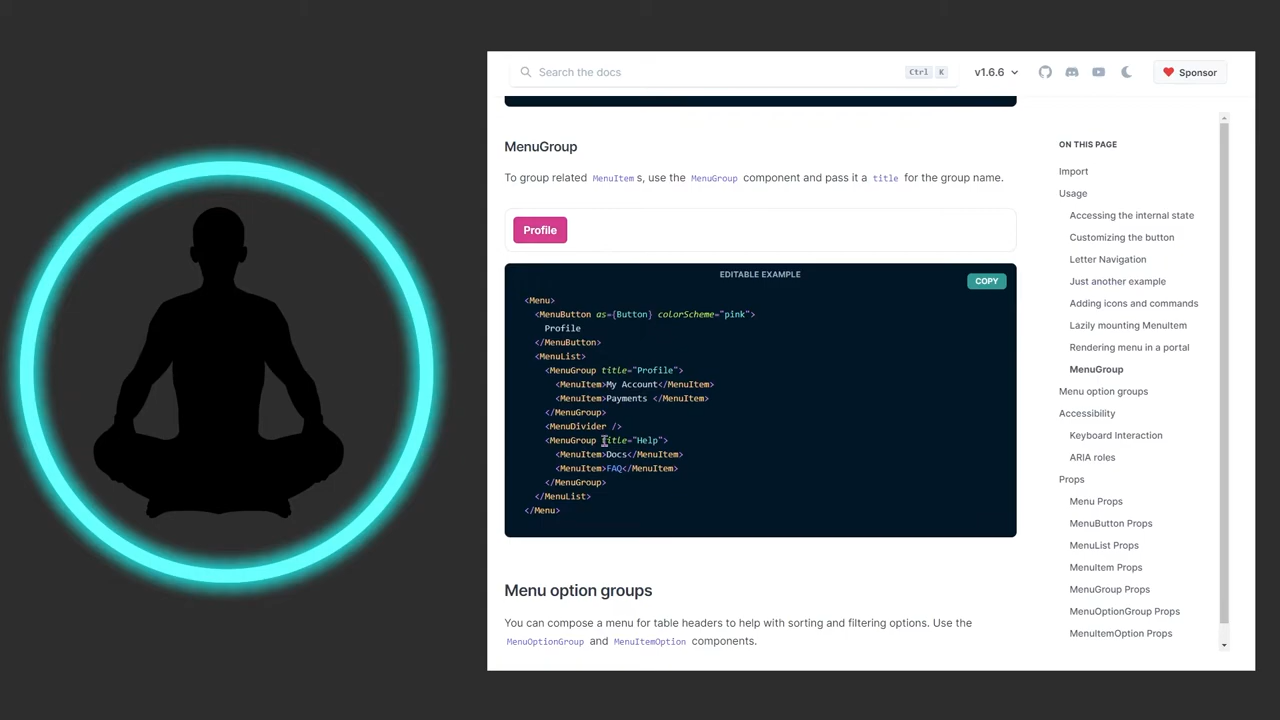 Search the docs
Ctrl K
v1.6.6
Sponsor
MenuGroup
To group related MenuItem s, use the MenuGroup component and pass it a title for the group name.
Profile
EDITABLE EXAMPLE
COPY
<Menu>
<MenuButton as={Button} colorScheme="pink">
Profile
</MenuButton>
<MenuList>
<MenuGroup title="Profile">
<MenuItem>My Account</MenuItem>
<MenuItem>Payments </MenuItem>
</MenuGroup>
<MenuDivider />
<MenuGroup title="Help">
<MenuItem>Docs</MenuItem>
<MenuItem>FAQ</MenuItem>
</MenuGroup>
</MenuList>
</Menu>
Menu option groups
You can compose a menu for table headers to help with sorting and filtering options. Use the
MenuOptionGroup and MenuItemOption components.
ON THIS PAGE
Import
Usage
Accessing the internal state
Customizing the button
Letter Navigation
Just another example
Adding icons and commands
Lazily mounting MenuItem
Rendering menu in a portal
MenuGroup
Menu option groups
Accessibility
Keyboard Interaction
ARIA roles
Props
Menu Props
MenuButton Props
MenuList Props
MenuItem Props
MenuGroup Props
MenuOptionGroup Props
MenuItemOption Props